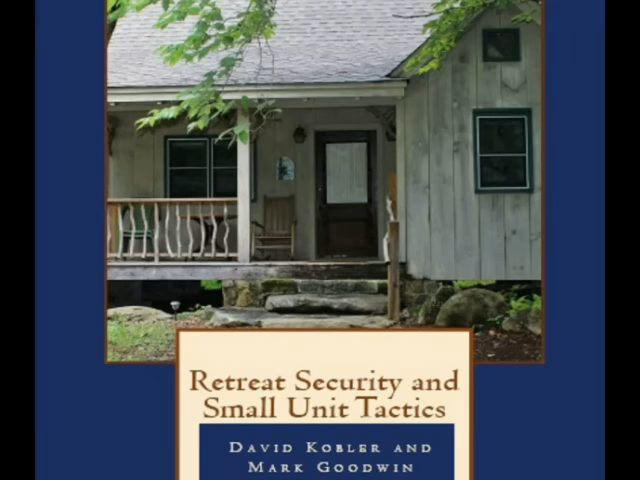 Retreat Security and
Small Unit Tactics
David Kobler and
Mark Goodwin